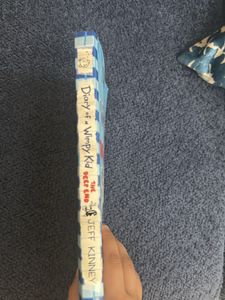 Diary of a Wimpy Kid
THE
DEEP END
JEFF KINNEY